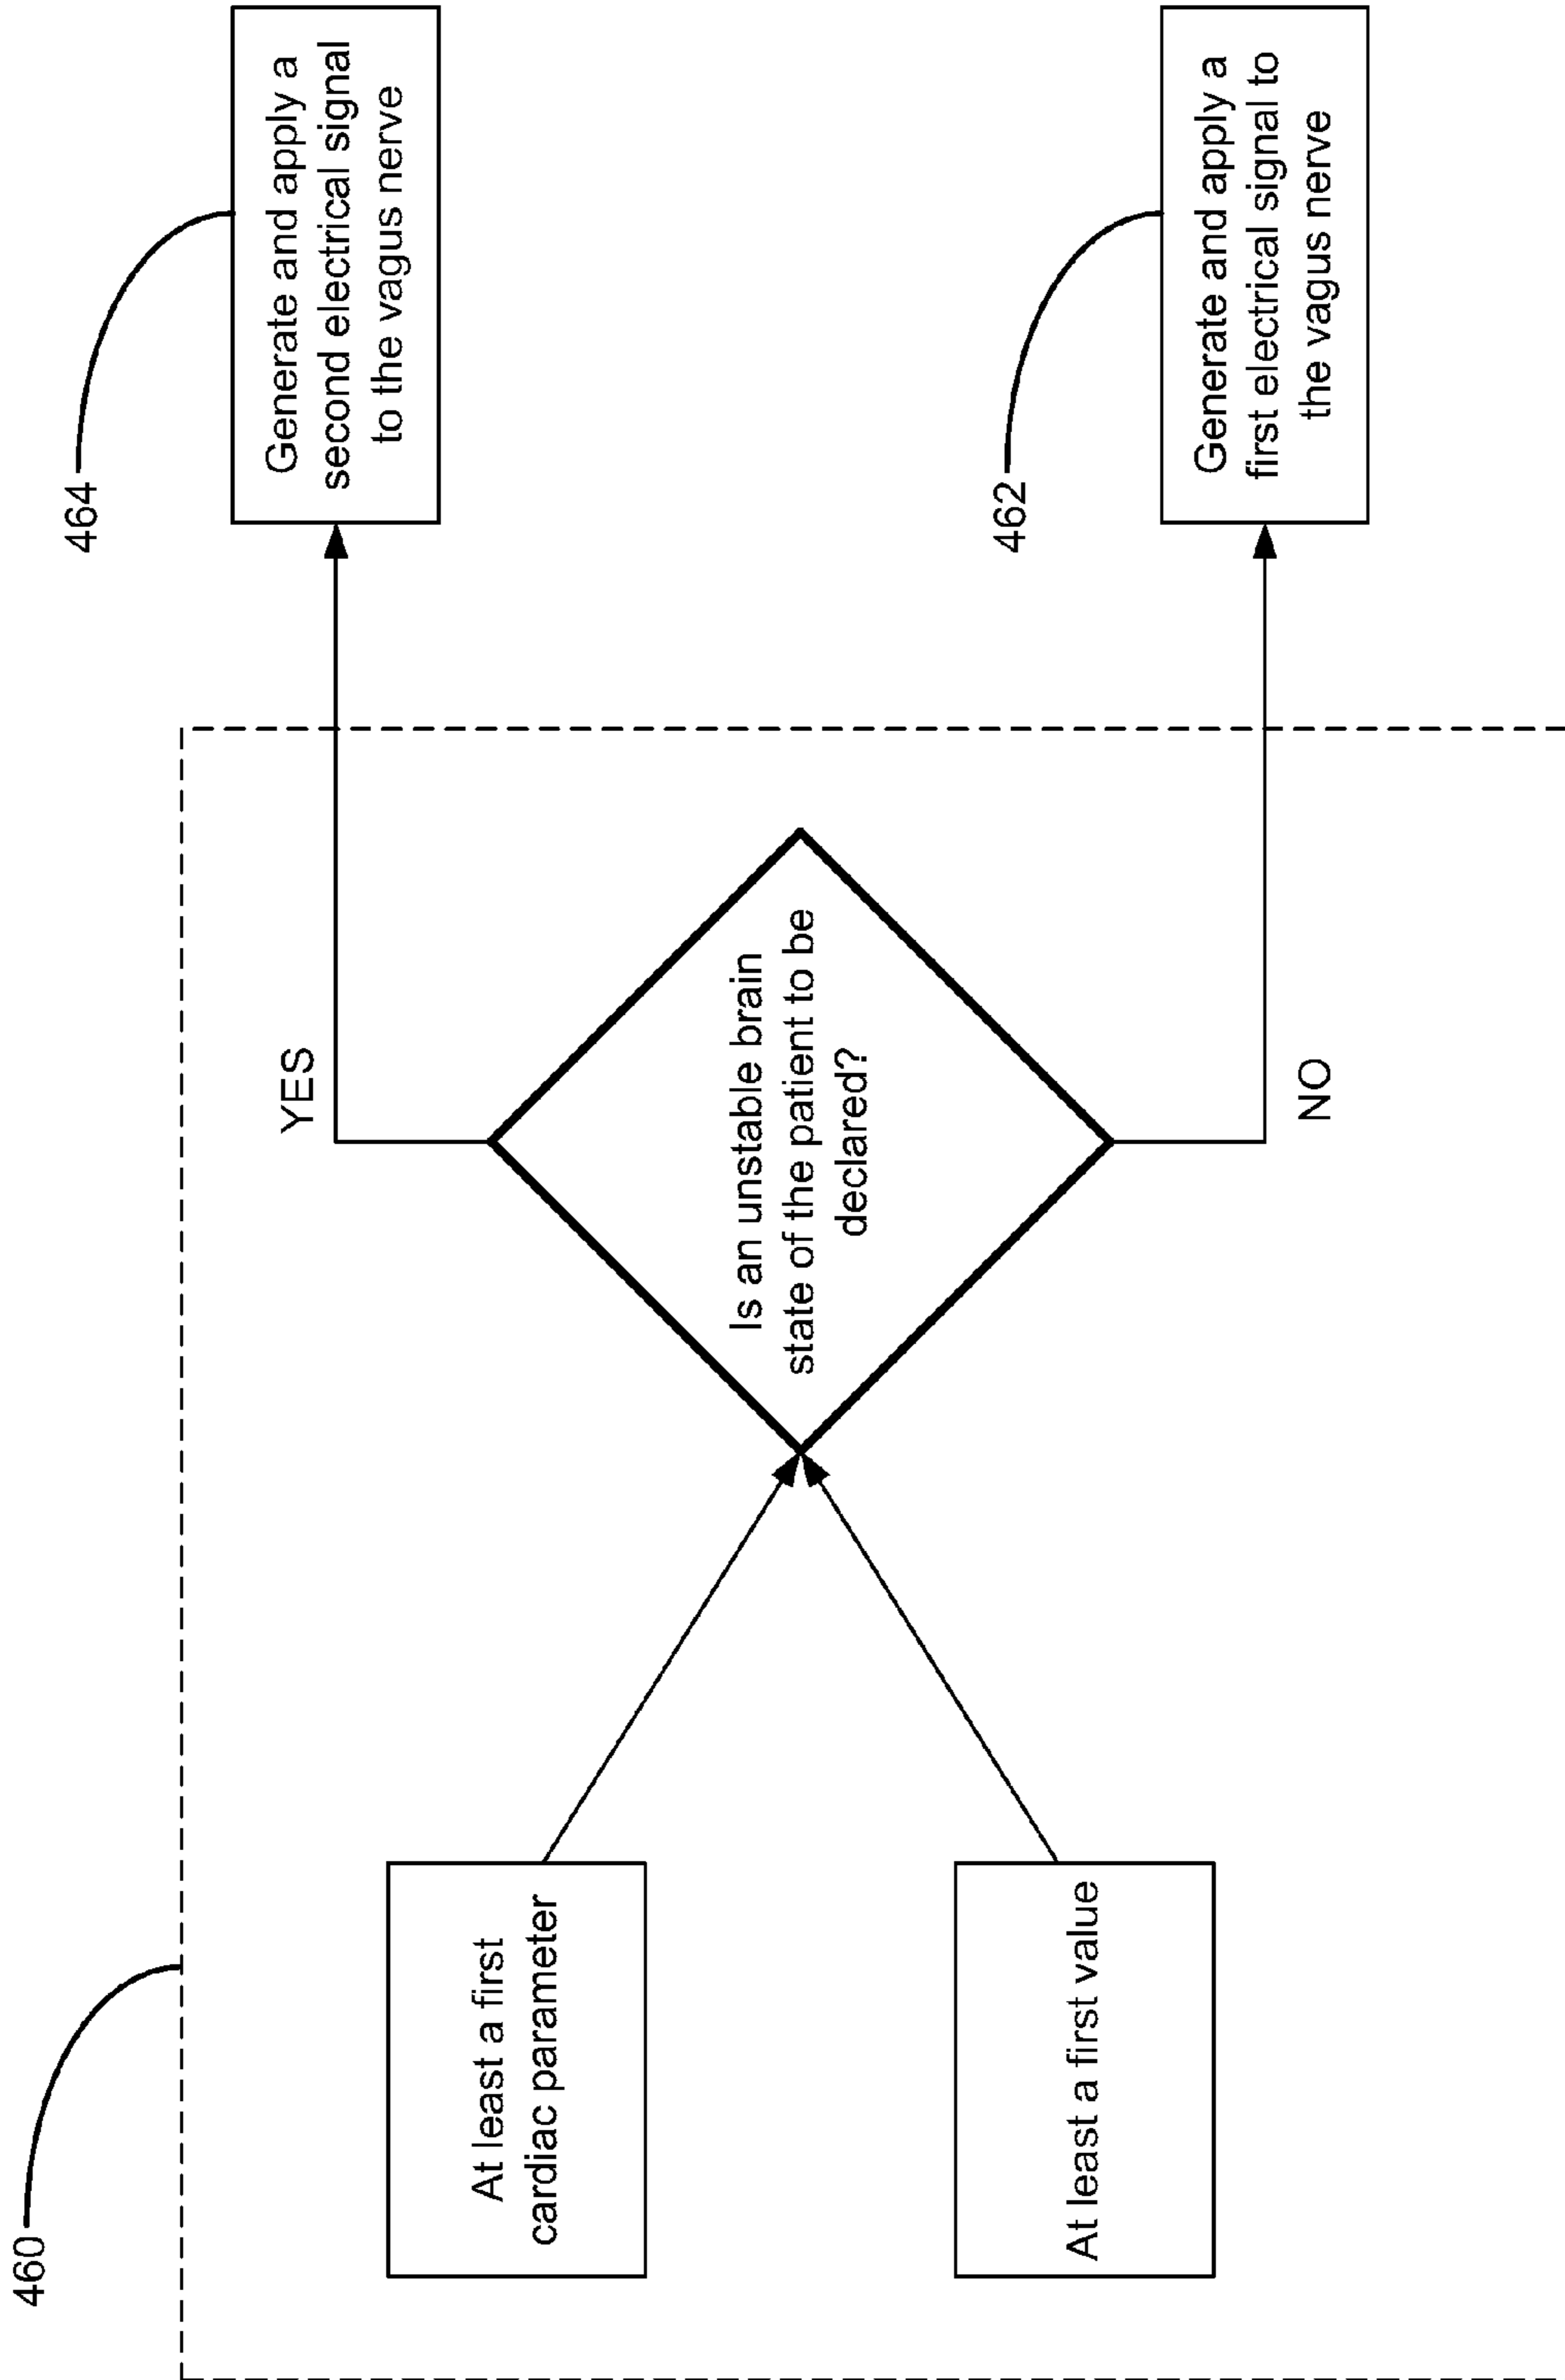 460
At least a first
cardiac parameter
At least a first value
Is an unstable brain
state of the patient to be
declared?
YES
NO
464
Generate and apply a
second electrical signal
to the vagus nerve
462
Generate and apply a
first electrical signal to
the vagus nerve